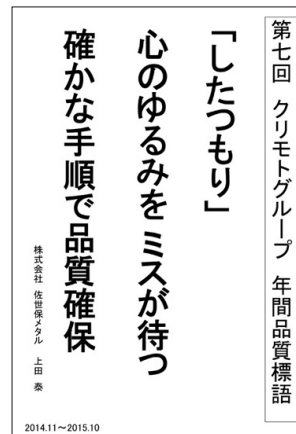 第七回 クリモトグループ 年間品質標語
「したつもり」
心のゆるみを ミスが待つ
確かな手順で品質確保
株式会社 佐世保メタル 上田 泰
2014.11～2015.10